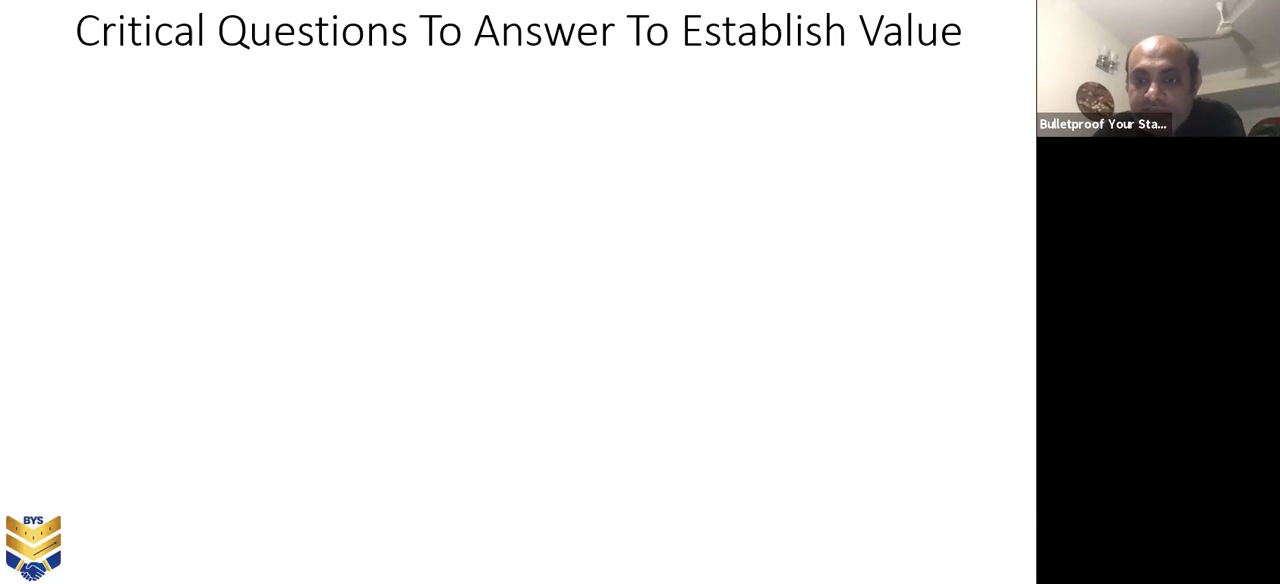 Critical Questions To Answer To Establish Value
Bulletproof Your Sta...
BYS